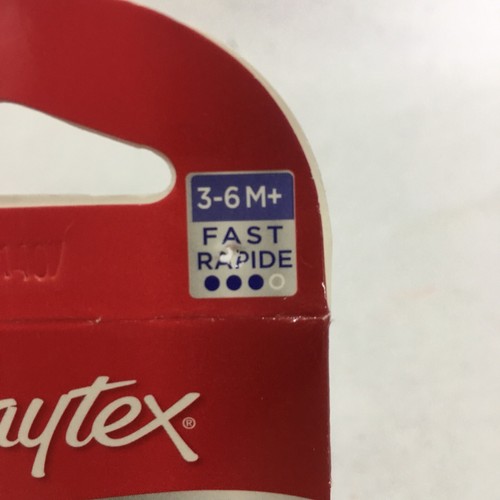 3-6 M+
FAST
RAPIDE
aytex®